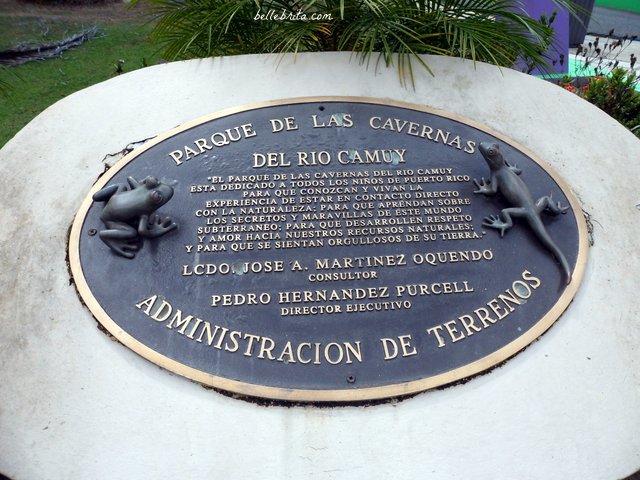 bellebrita.com
PARQUE DE LAS CAVERNAS
DEL RIO CAMUY
"EL PARQUE DE LAS CAVERNAS DEL RIO CAMUY
ESTA DEDICADO A TODOS LOS NIÑOS DE PUERTO RICO
PARA QUE CONOZCAN Y VIVAN LA
EXPERIENCIA DE ESTAR EN CONTACTO DIRECTO
CON LA NATURALEZA; PARA QUE APRENDAN SOBRE
LOS SECRETOS Y MARAVILLAS DE ESTE MUNDO
SUBTERRANEO; PARA QUE DESARROLLEN RESPETO
Y AMOR HACIA NUESTROS RECURSOS NATURALES;
Y PARA QUE SE SIENTAN ORGULLOSOS DE SU TIERRA."
LCDO. JOSE A. MARTINEZ OQUENDO
CONSULTOR
PEDRO HERNANDEZ PURCELL
DIRECTOR EJECUTIVO
ADMINISTRACION DE TERRENOS